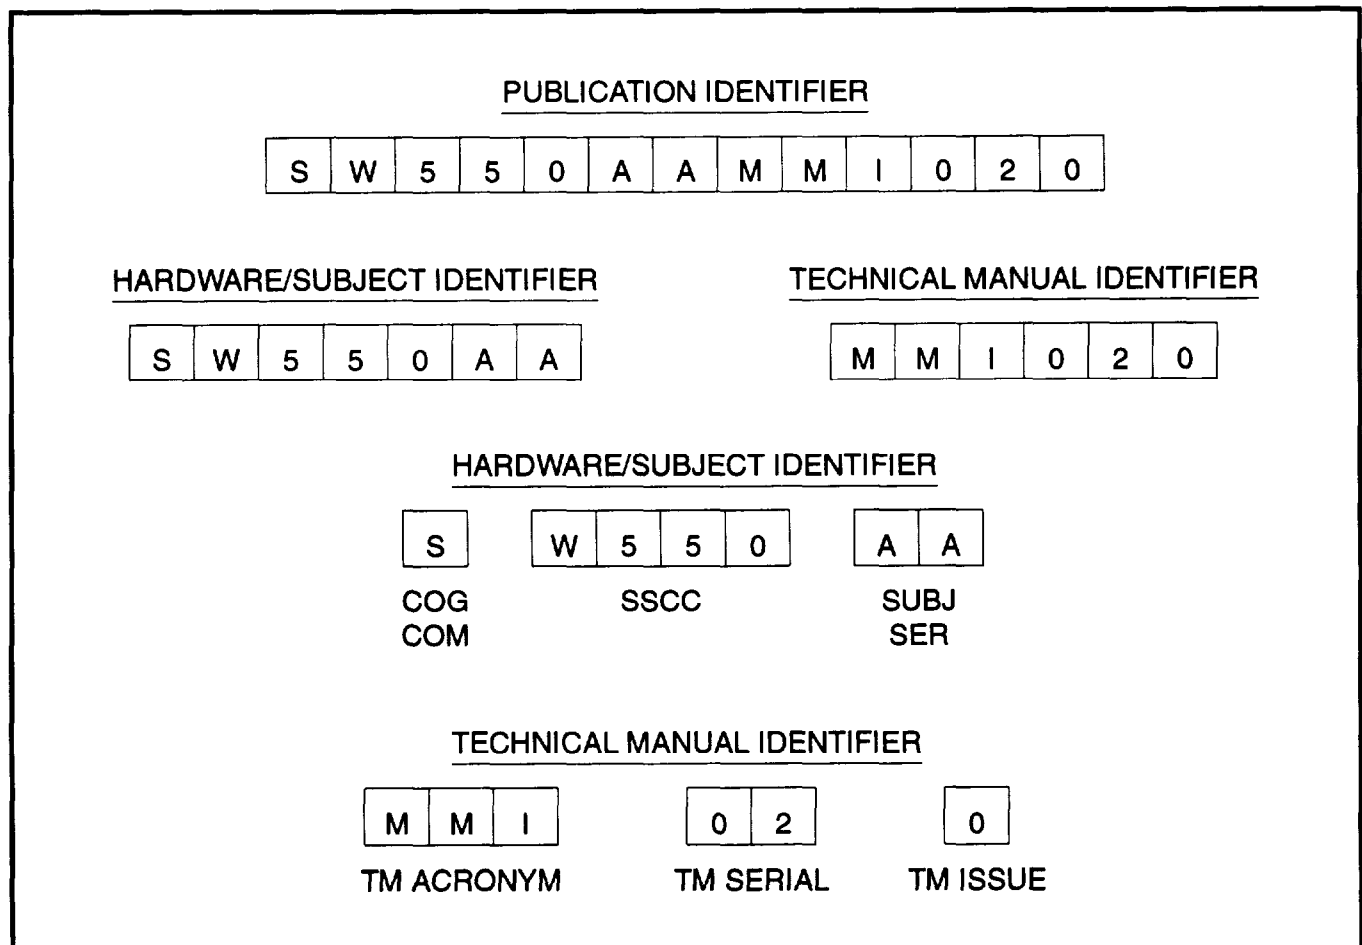 PUBLICATION IDENTIFIER
S W 5 5 0 A A M M I 0 2 0
HARDWARE/SUBJECT IDENTIFIER
S W 5 5 0 A A
TECHNICAL MANUAL IDENTIFIER
M M I 0 2 0
HARDWARE/SUBJECT IDENTIFIER
S W 5 5 0 A A
COG SSCC SUBJ
COM SER
TECHNICAL MANUAL IDENTIFIER
M M I 0 2 0
TM ACRONYM TM SERIAL TM ISSUE